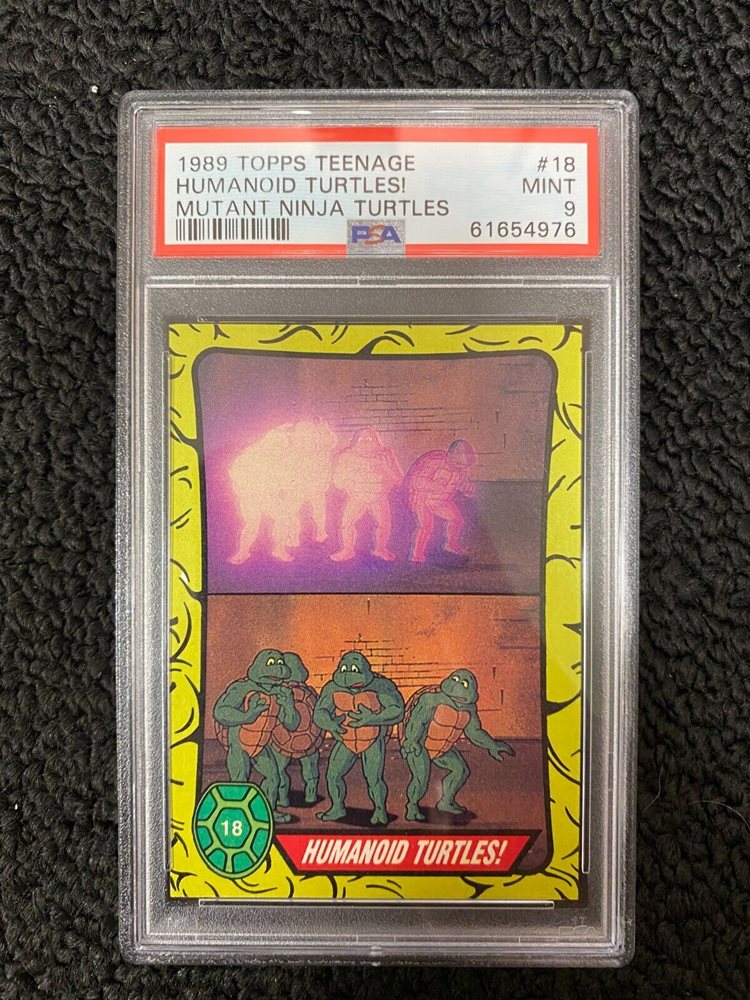 1989 TOPPS TEENAGE #18
HUMANOID TURTLES! MINT
MUTANT NINJA TURTLES 9
PSA 61654976
18
HUMANOID TURTLES!